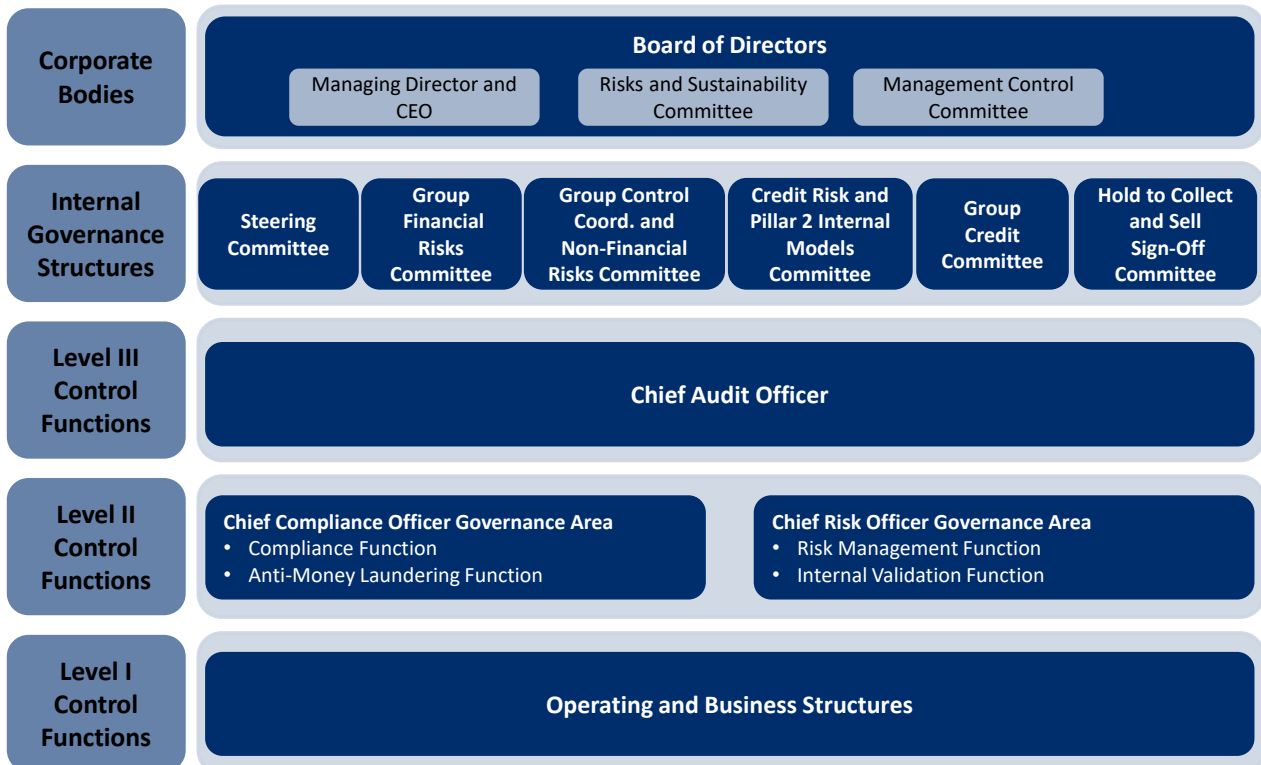 Corporate
Bodies
Board of Directors
Managing Director and
CEO
Risks and Sustainability
Committee
Management Control
Committee
Internal
Governance
Structures
Steering
Committee
Group
Financial
Risks
Committee
Group Control
Coord. and
Non-Financial
Risks Committee
Credit Risk and
Pillar 2 Internal
Models
Committee
Group
Credit
Committee
Hold to Collect
and Sell
Sign-Off
Committee
Level III
Control
Functions
Chief Audit Officer
Level II
Control
Functions
Chief Compliance Officer Governance Area
• Compliance Function
• Anti-Money Laundering Function
Chief Risk Officer Governance Area
• Risk Management Function
• Internal Validation Function
Level I
Control
Functions
Operating and Business Structures